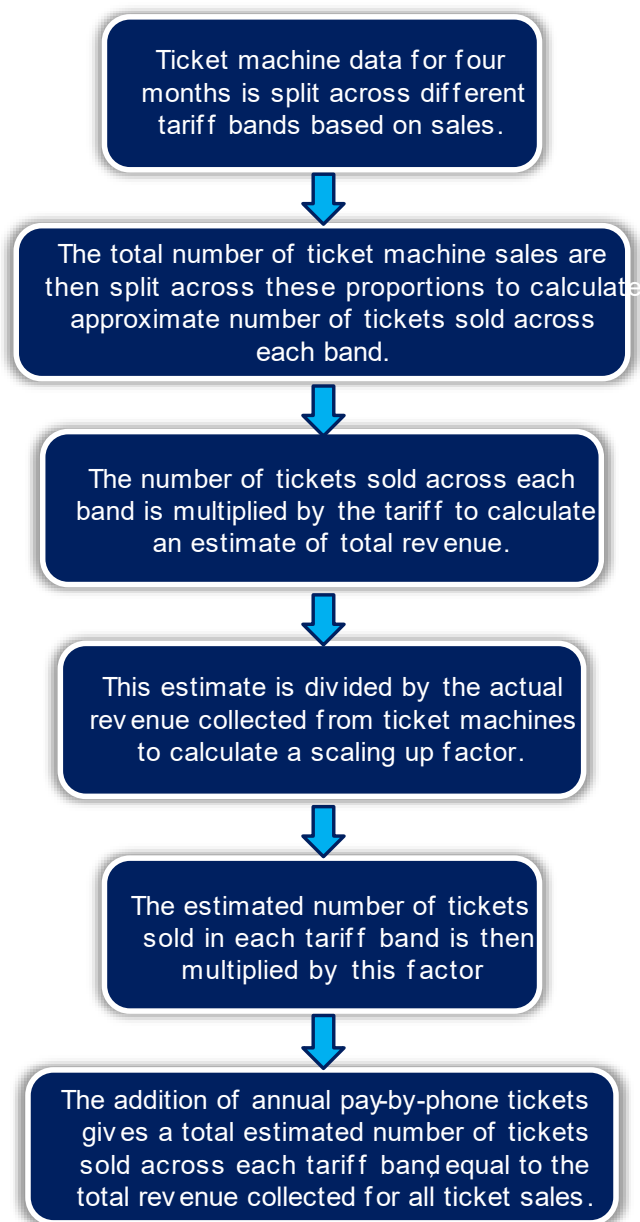 Ticket machine data for four
months is split across different
tariff bands based on sales.
The total number of ticket machine sales are
then split across these proportions to calculate
approximate number of tickets sold across
each band.
The number of tickets sold across each
band is multiplied by the tariff to calculate
an estimate of total revenue.
This estimate is divided by the actual
revenue collected from ticket machines
to calculate a scaling up factor.
The estimated number of tickets
sold in each tariff band is then
multiplied by this factor
The addition of annual pay-by-phone tickets
gives a total estimated number of tickets
sold across each tariff band, equal to the
total revenue collected for all ticket sales.